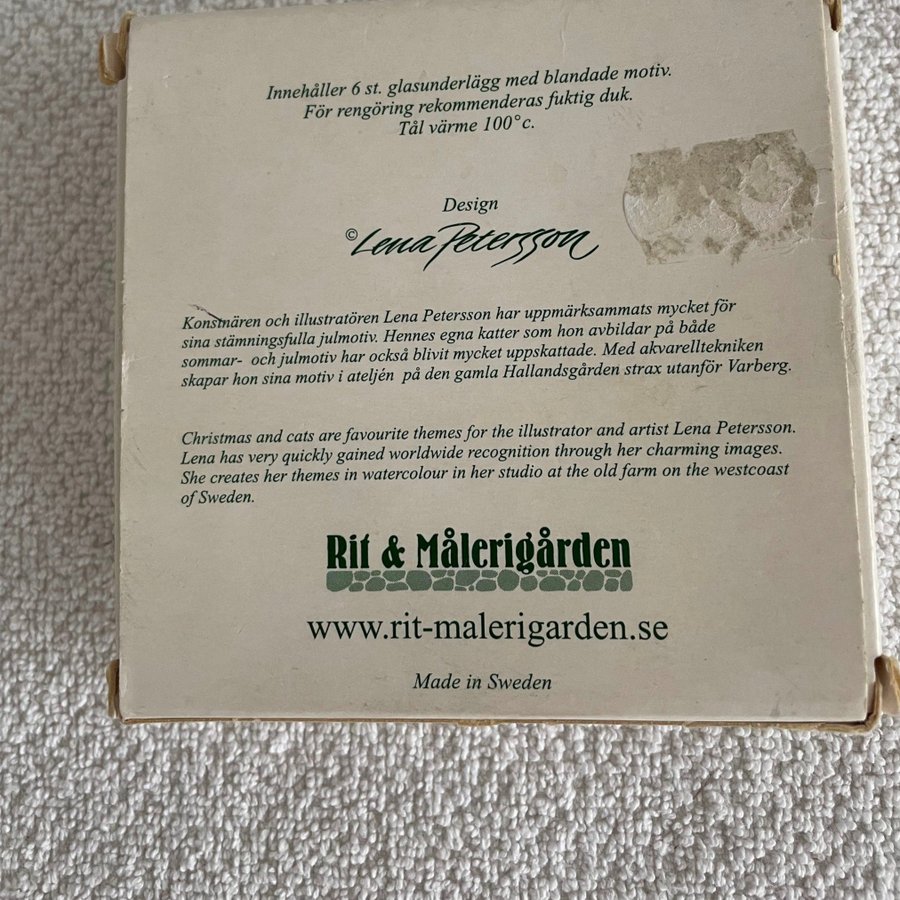 Innehåller 6 st. glasunderlägg med blandade motiv.
För rengöring rekommenderas fuktig duk.
Tål värme 100°c.
Design
© Lena Petersson
Konstnären och illustratören Lena Petersson har uppmärksammats mycket för
sina stämningsfulla julmotiv. Hennes egna katter som hon avbildar på både
sommar- och julmotiv har också blivit mycket uppskattade. Med akvarelltekniken
skapar hon sina motiv i ateljén på den gamla Hallandsgården strax utanför Varberg.
Christmas and cats are favourite themes for the illustrator and artist Lena Petersson.
Lena has very quickly gained worldwide recognition through her charming images.
She creates her themes in watercolour in her studio at the old farm on the westcoast
of Sweden.
Rit & Målerigården
www.rit-malerigarden.se
Made in Sweden